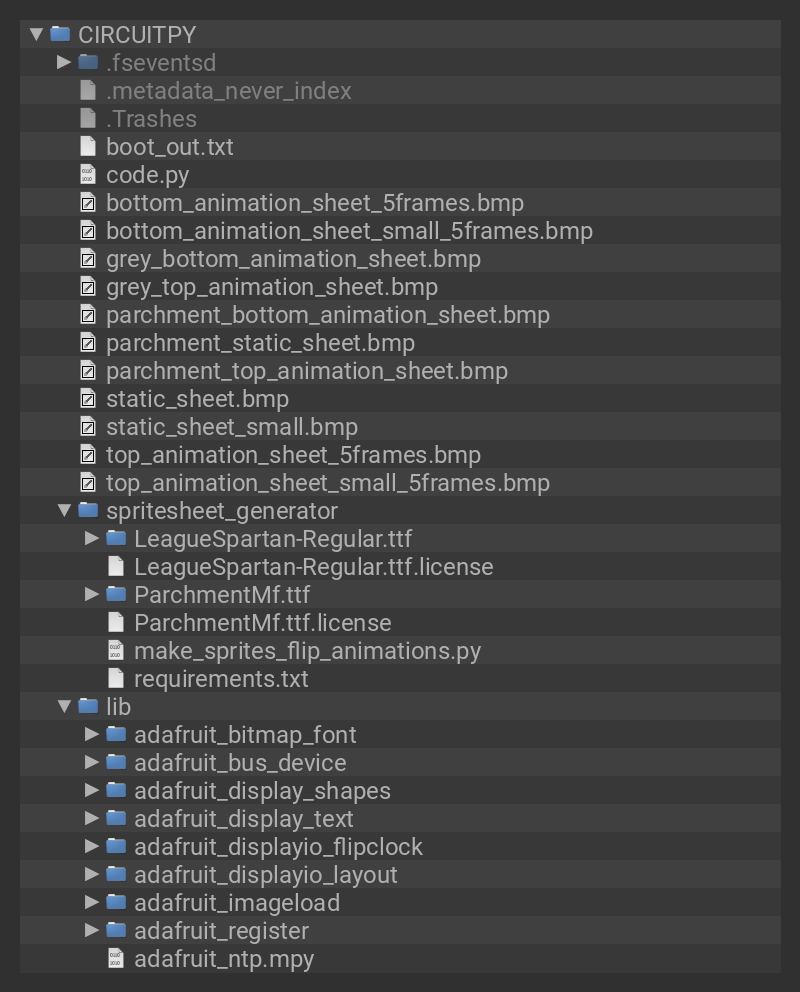 CIRCUITPY
.fseventsd
.metadata_never_index
.Trashes
boot_out.txt
code.py
bottom_animation_sheet_5frames.bmp
bottom_animation_sheet_small_5frames.bmp
grey_bottom_animation_sheet.bmp
grey_top_animation_sheet.bmp
parchment_bottom_animation_sheet.bmp
parchment_static_sheet.bmp
parchment_top_animation_sheet.bmp
static_sheet.bmp
static_sheet_small.bmp
top_animation_sheet_5frames.bmp
top_animation_sheet_small_5frames.bmp
spritesheet_generator
LeagueSpartan-Regular.ttf
LeagueSpartan-Regular.ttf.license
ParchmentMf.ttf
ParchmentMf.ttf.license
make_sprites_flip_animations.py
requirements.txt
lib
adafruit_bitmap_font
adafruit_bus_device
adafruit_display_shapes
adafruit_display_text
adafruit_displayio_flipclock
adafruit_displayio_layout
adafruit_imageload
adafruit_register
adafruit_ntp.mpy